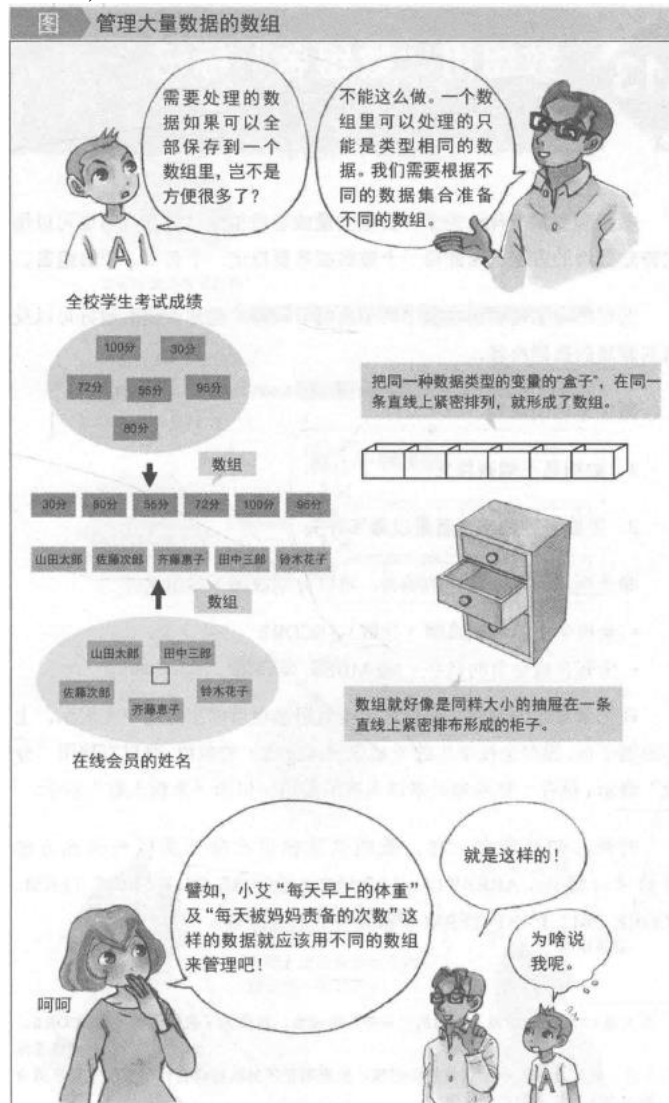 图 管理大量数据的数组
需要处理的数
据如果可以全
部保存到一个
数组里，岂不是
方便很多了？
不能这么做。一个数
组里可以处理的只
能是类型相同的数
据。我们需要根据不
同的数据集合准备
不同的数组。
A
全校学生考试成绩
100分 30分
72分 55分 96分
80分
数组
30分 80分 55分 72分 100分 96分
把同一种数据类型的变量的“盒子”，在同一
条直线上紧密排列，就形成了数组。
山田太郎 佐藤次郎 齐藤惠子 田中三郎 铃木花子
数组
山田太郎 田中三郎
佐藤次郎 铃木花子
齐藤惠子
在线会员的姓名
数组就好像是同样大小的抽屉在一条
直线上紧密排布形成的柜子。
譬如，小艾“每天早上的体重”
及“每天被妈妈责备的次数”这
样的数据就应该用不同的数组
来管理吧！
呵呵
就是这样的！
为啥说
我呢。
A